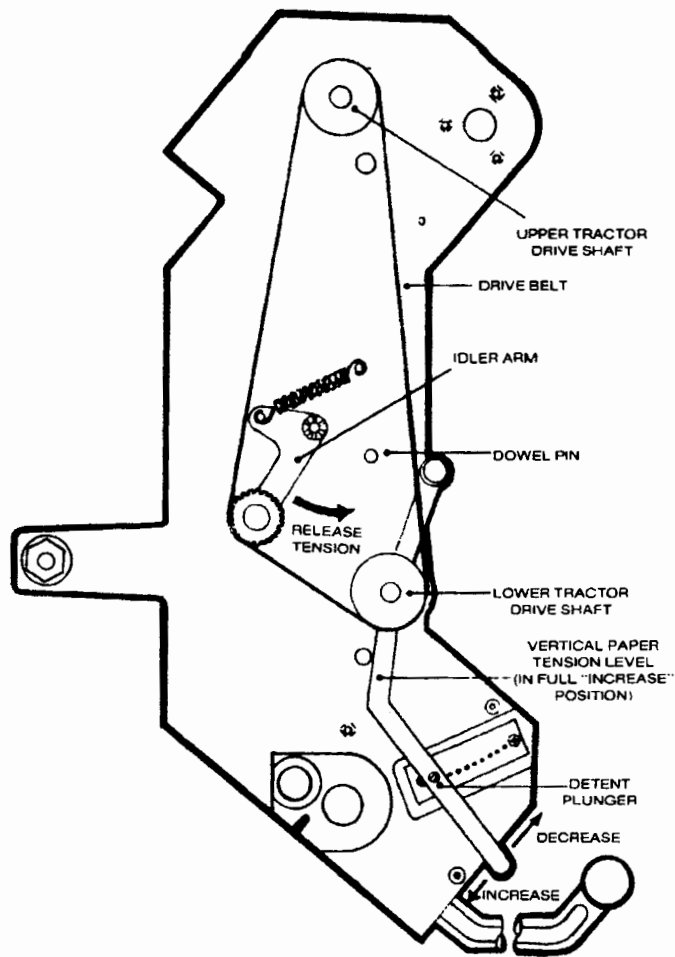 UPPER TRACTOR
DRIVE SHAFT
DRIVE BELT
IDLER ARM
DOWEL PIN
RELEASE
TENSION
LOWER TRACTOR
DRIVE SHAFT
VERTICAL PAPER
TENSION LEVEL
(IN FULL "INCREASE"
POSITION)
DETENT
PLUNGER
DECREASE
INCREASE